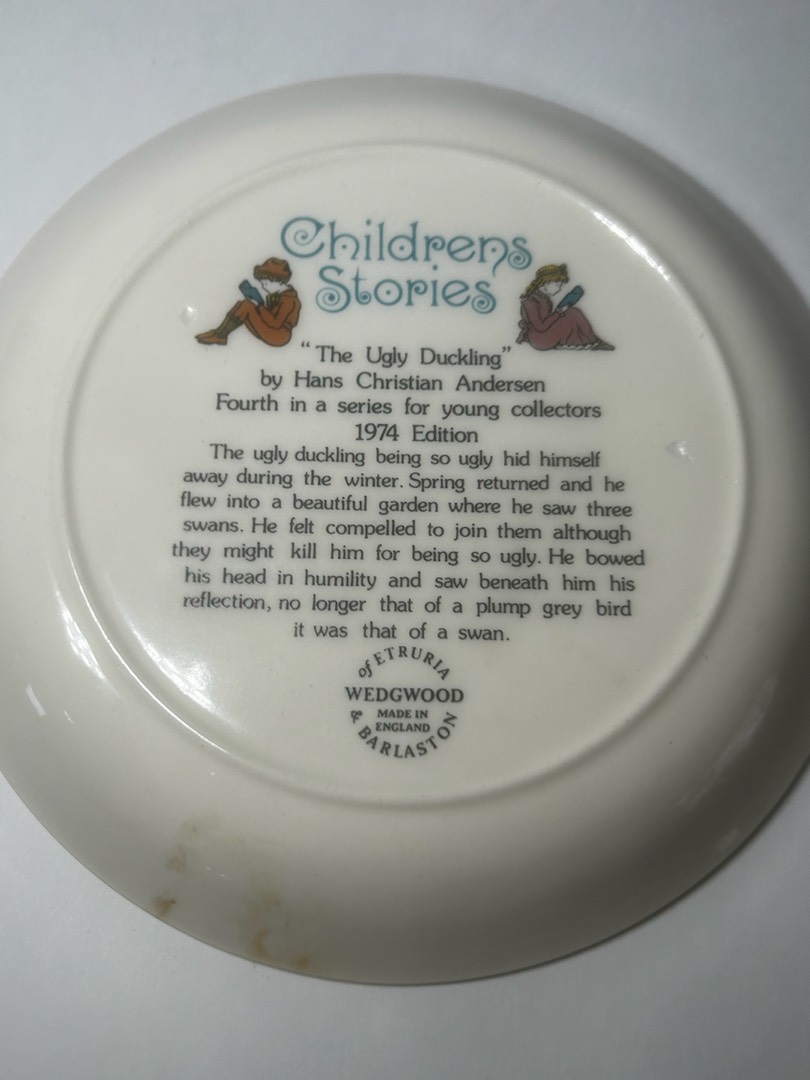 Childrens
Stories
“The Ugly Duckling”
by Hans Christian Andersen
Fourth in a series for young collectors
1974 Edition
The ugly duckling being so ugly hid himself
away during the winter. Spring returned and he
flew into a beautiful garden where he saw three
swans. He felt compelled to join them although
they might kill him for being so ugly. He bowed
his head in humility and saw beneath him his
reflection, no longer that of a plump grey bird
it was that of a swan.
of ETRURIA
WEDGWOOD
MADE IN
ENGLAND
& BARLASTON